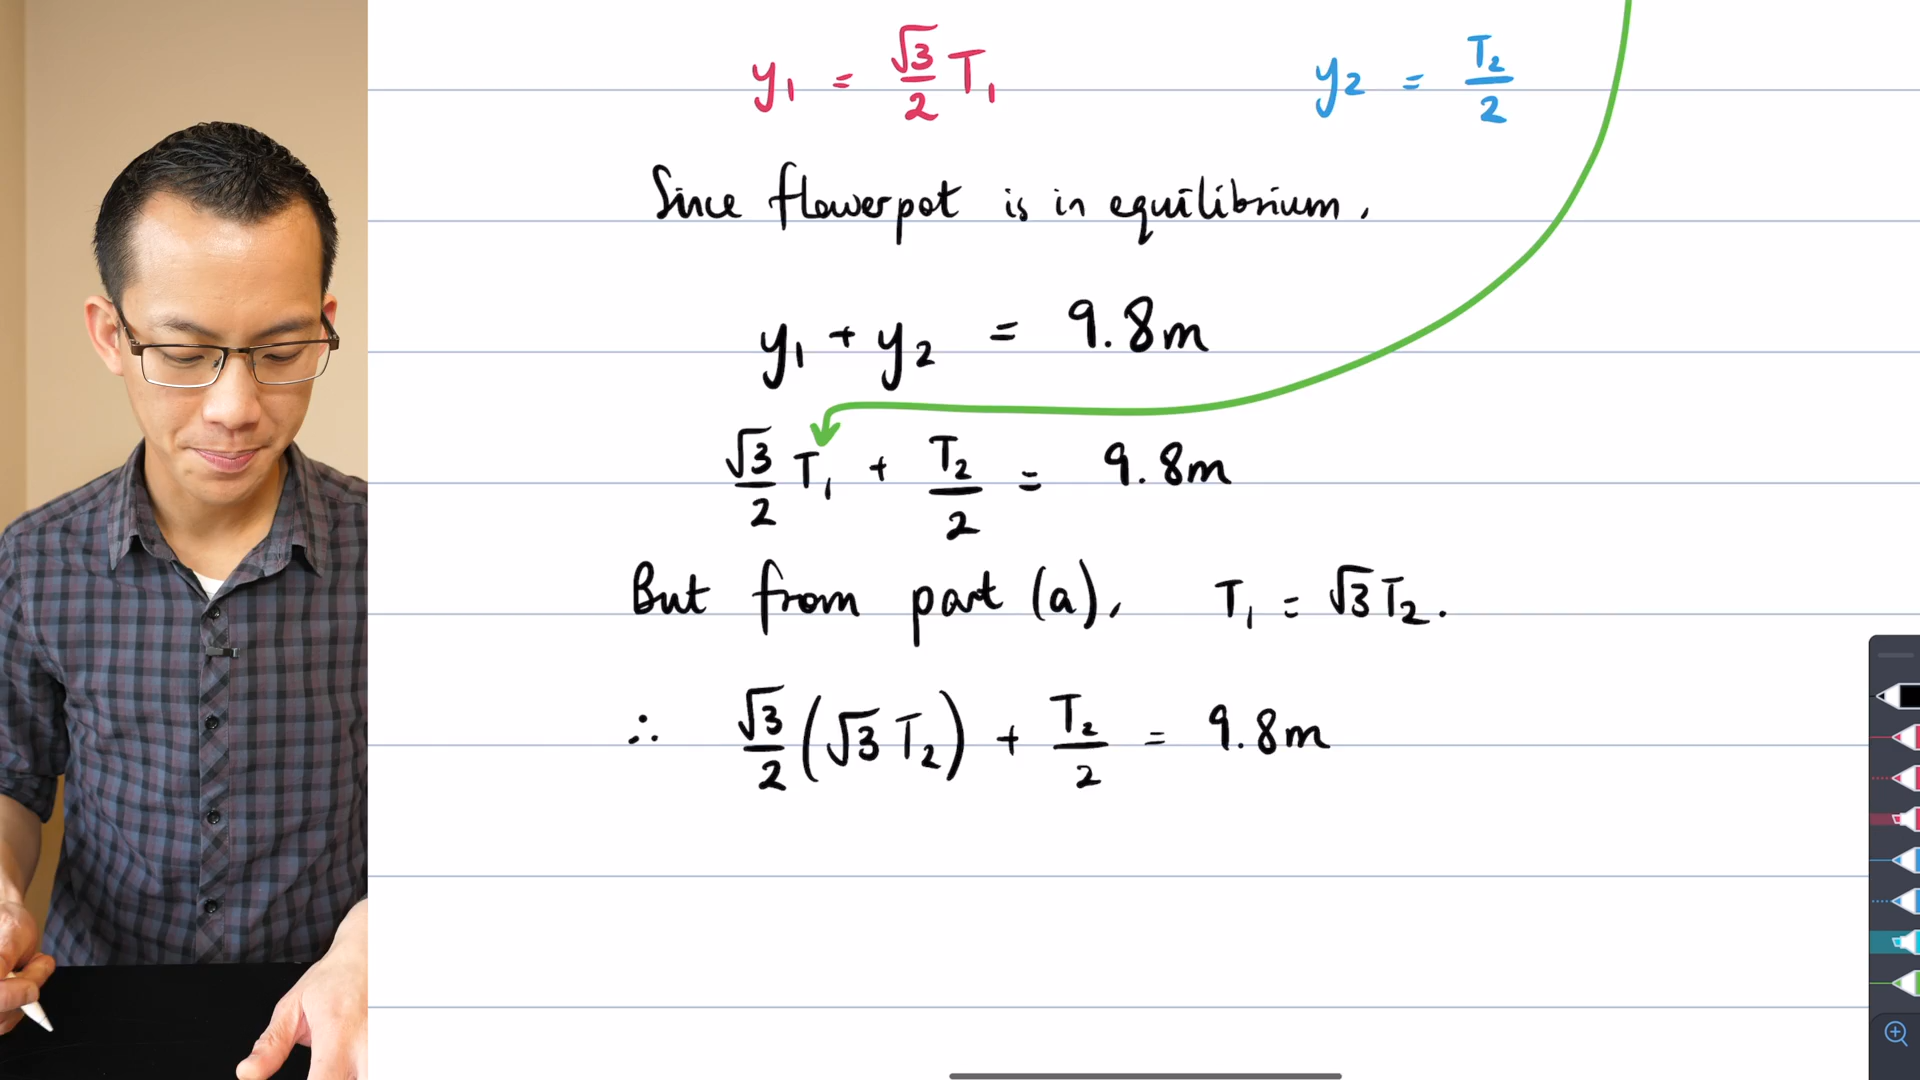 y₁ = √3/2 T₁    y₂ = T₂/2
Since flowerpot is in equilibrium,
y₁ + y₂ = 9.8m
√3/2 T₁ + T₂/2 = 9.8m
But from part (a), T₁ = √3 T₂.
∴ √3/2 (√3 T₂) + T₂/2 = 9.8m